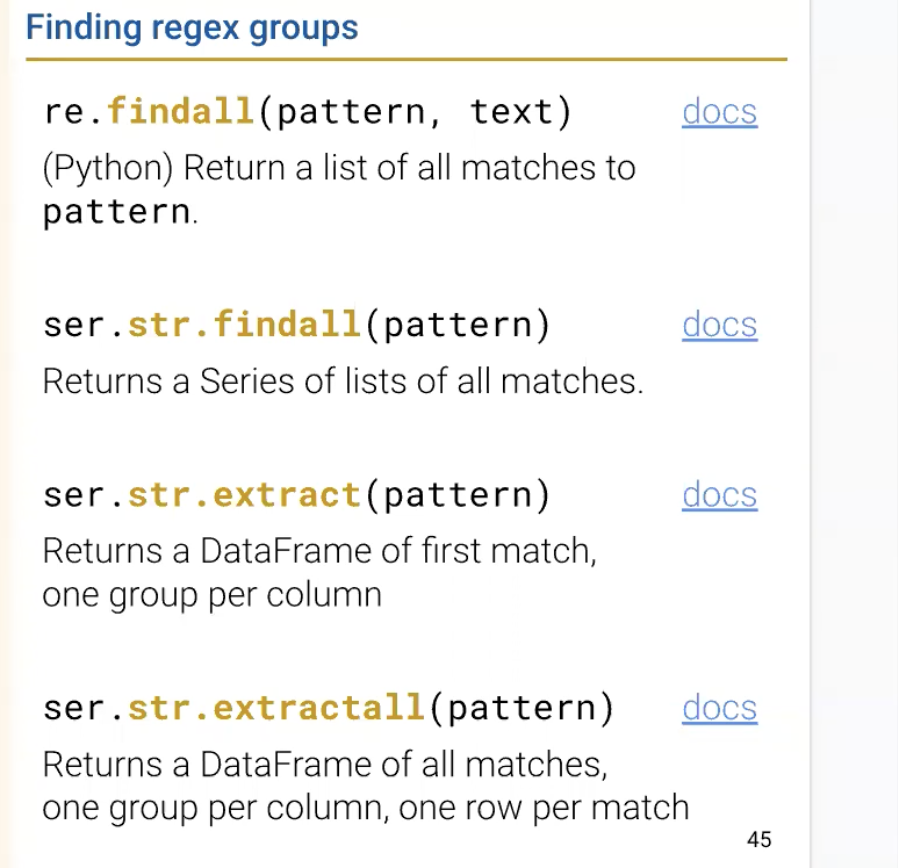 Finding regex groups
re.findall(pattern, text) docs
(Python) Return a list of all matches to
pattern.
ser.str.findall(pattern) docs
Returns a Series of lists of all matches.
ser.str.extract(pattern) docs
Returns a DataFrame of first match,
one group per column
ser.str.extractall(pattern) docs
Returns a DataFrame of all matches,
one group per column, one row per match
45